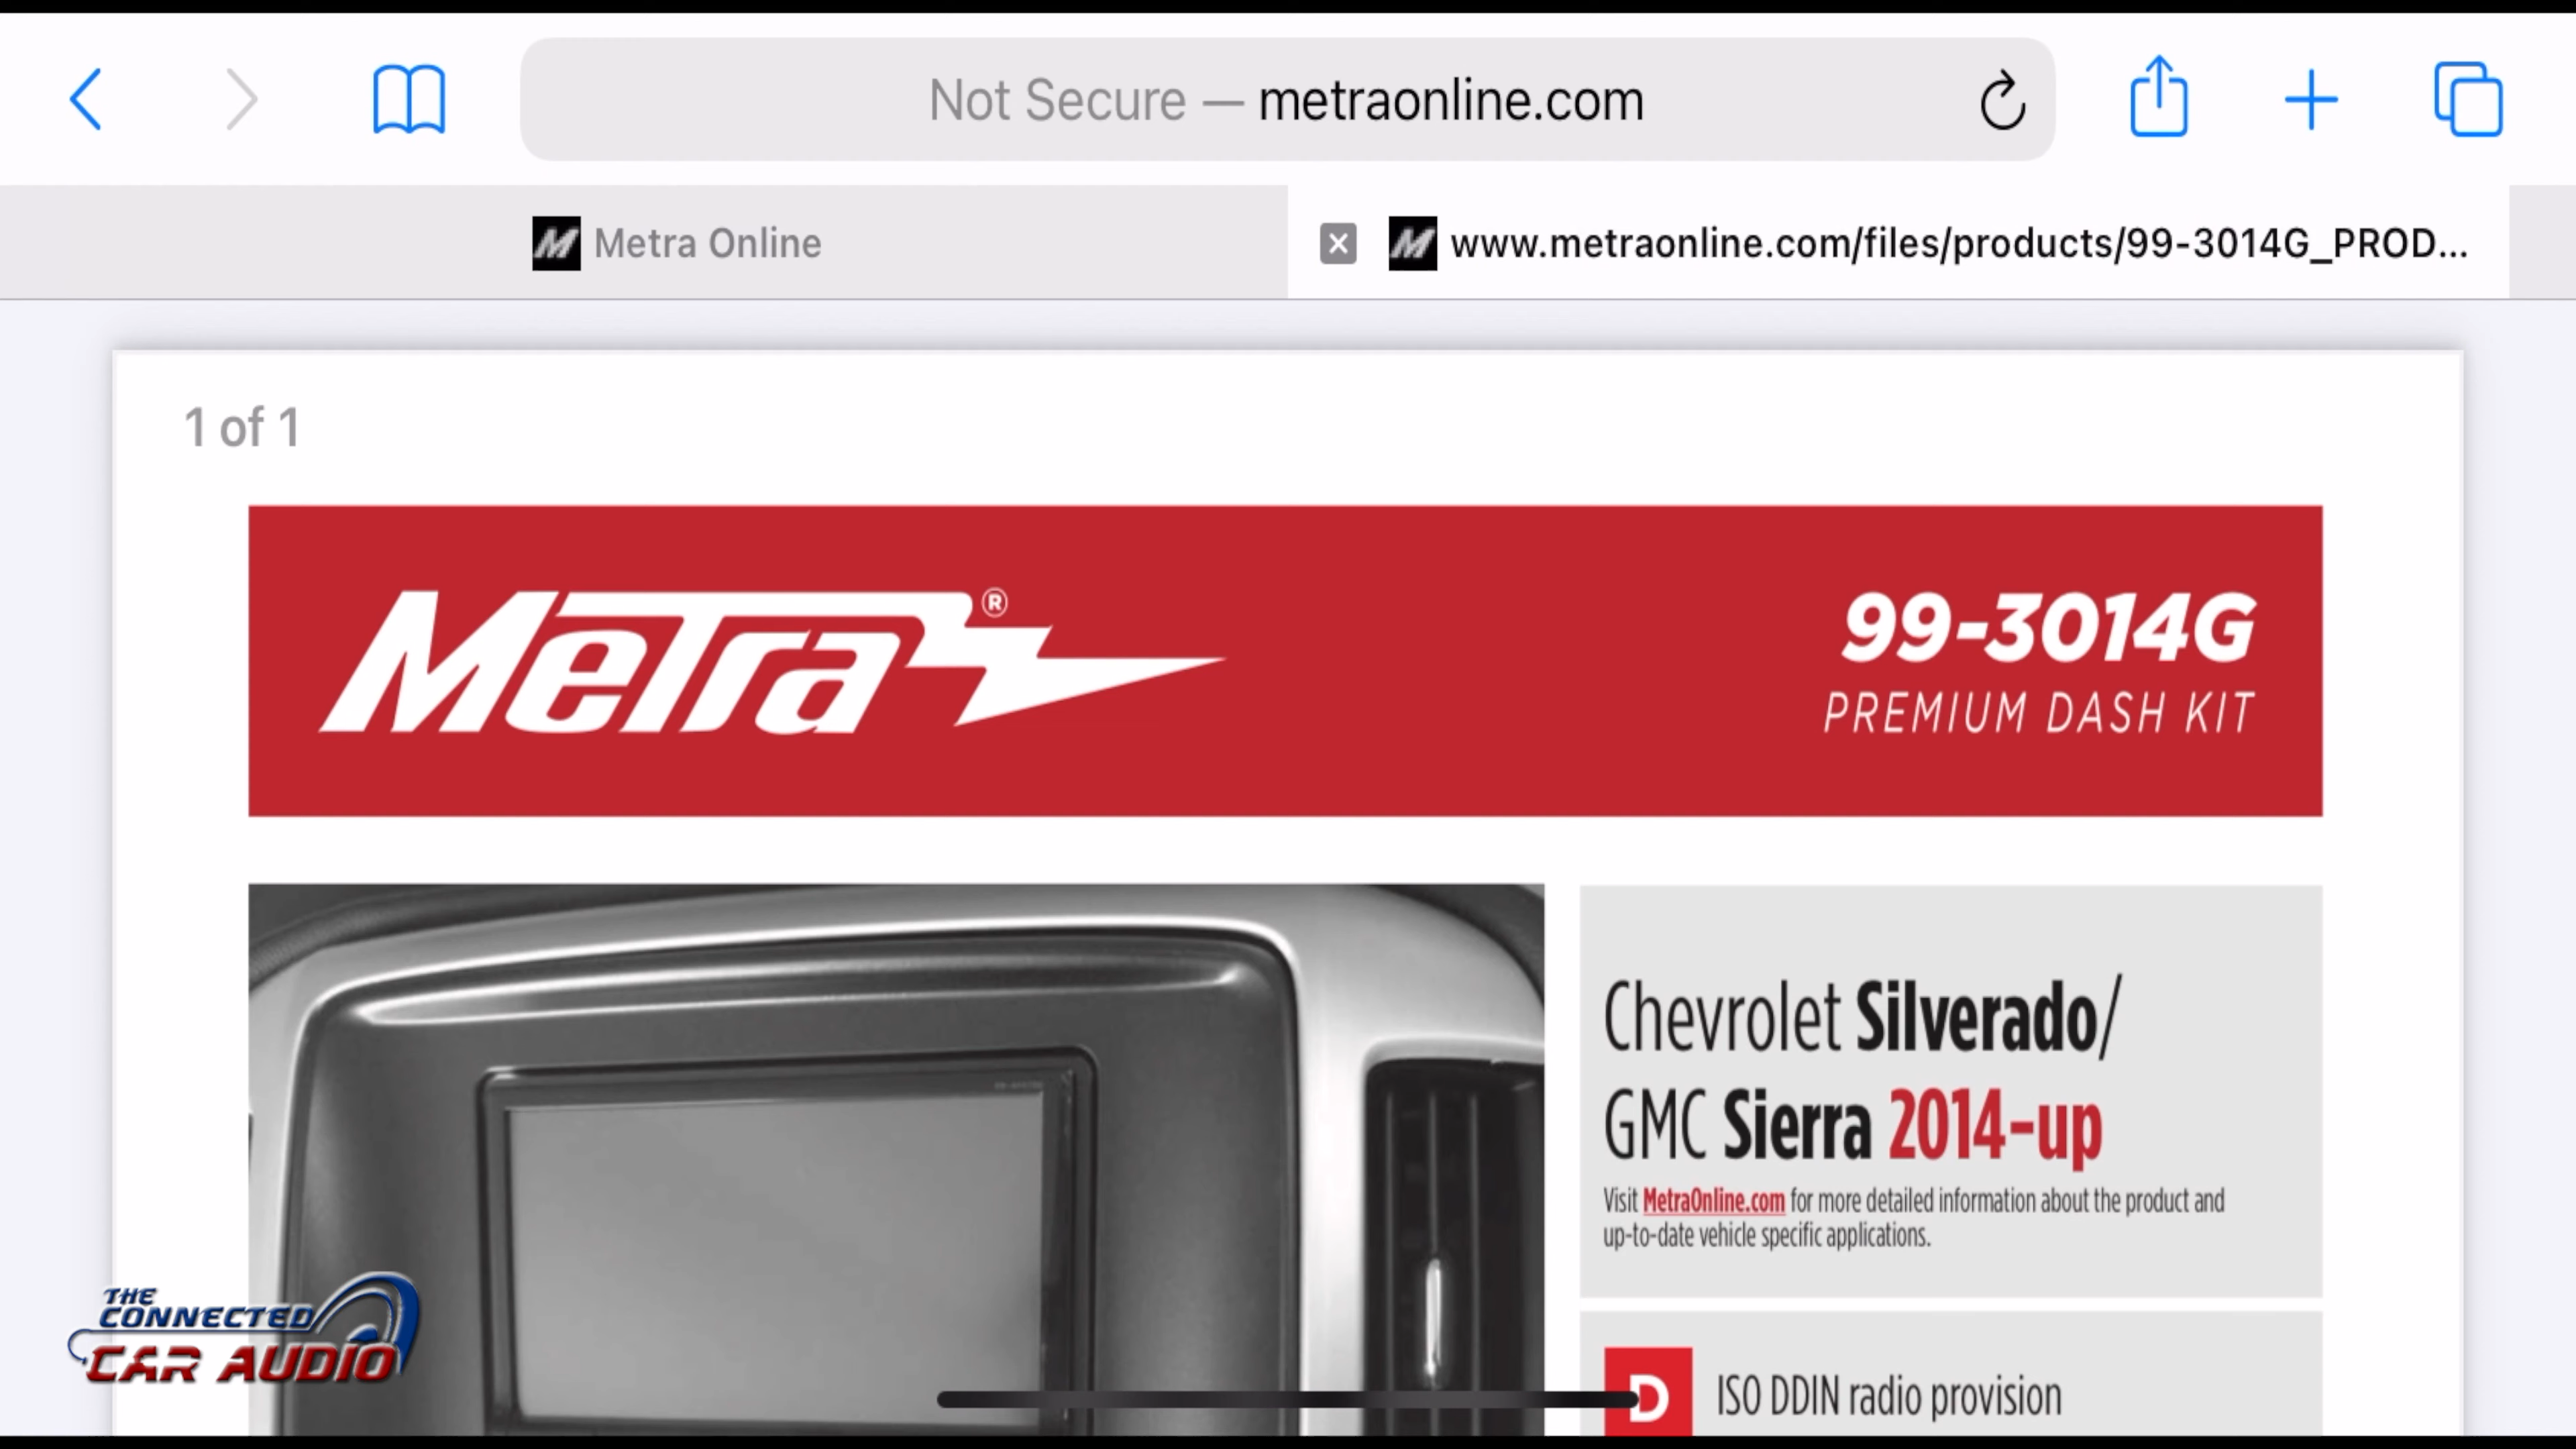 Not Secure — metraonline.com
Metra Online
www.metraonline.com/files/products/99-3014G_PROD...
1 of 1
Metra®
99-3014G
PREMIUM DASH KIT
Chevrolet Silverado/
GMC Sierra 2014-up
Visit MetraOnline.com for more detailed information about the product and
up-to-date vehicle specific applications.
D ISO DDIN radio provision
THE
CONNECTED
CAR AUDIO